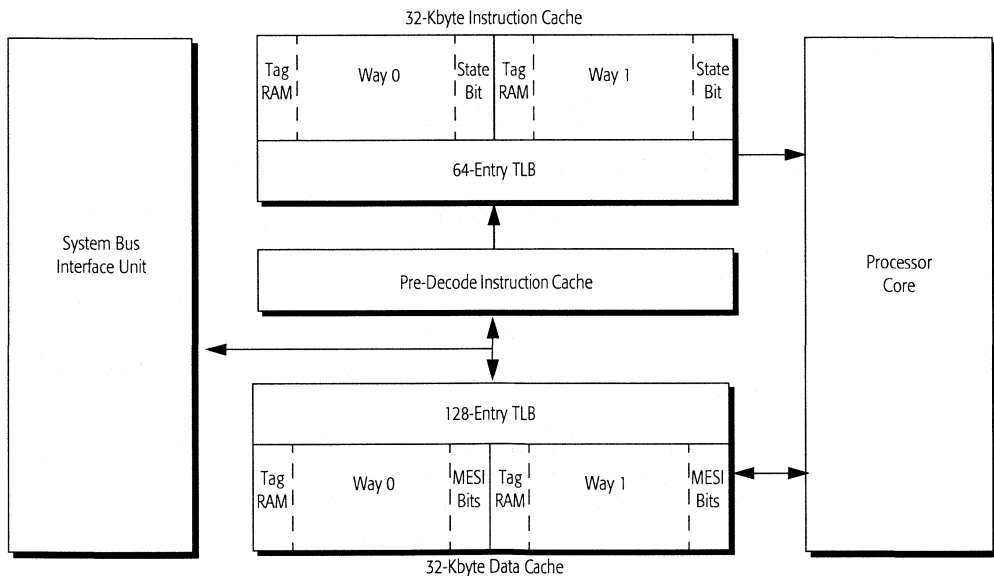 32-Kbyte Instruction Cache
Tag
RAM
Way 0
State
Bit
Tag
RAM
Way 1
State
Bit
64-Entry TLB
System Bus
Interface Unit
Pre-Decode Instruction Cache
Processor
Core
128-Entry TLB
Tag
RAM
Way 0
MESI
Bits
Tag
RAM
Way 1
MESI
Bits
32-Kbyte Data Cache